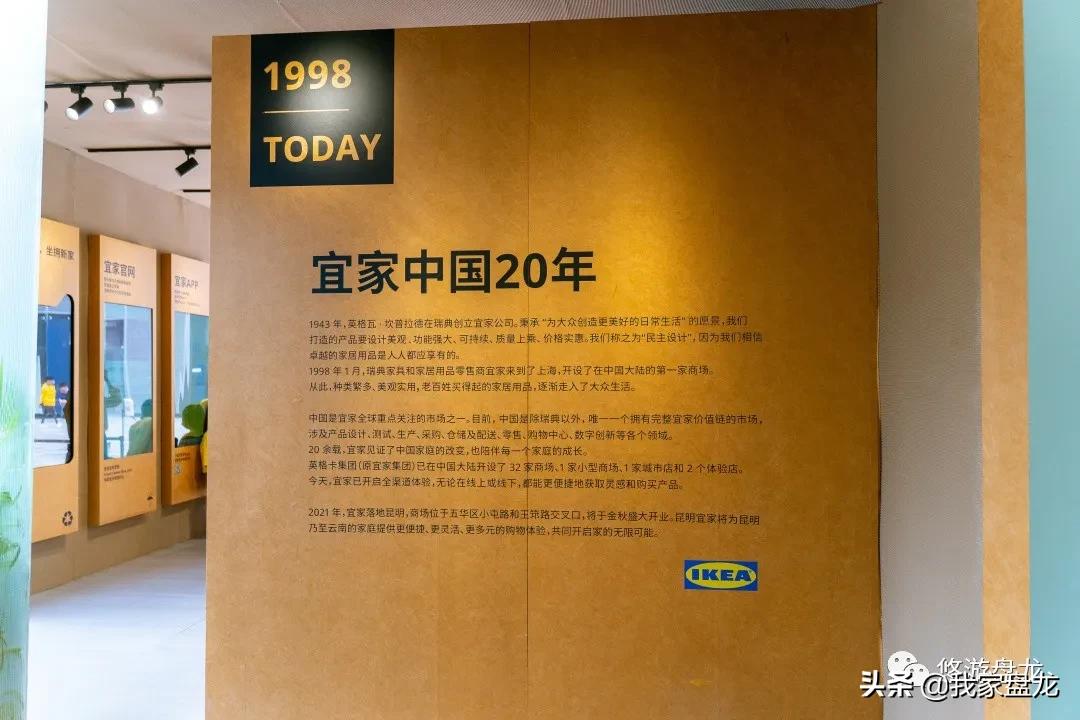 1998
TODAY
宜家中国20年
1943 年，英格瓦·坎普拉德在瑞典创立宜家公司。秉承“为大众创造更美好的日常生活”的愿景，我们
打造的产品要设计美观、功能强大、可持续、质量上乘、价格实惠。我们称之为“民主设计”，因为我们相信
卓越的家居用品是人人都应享有的。
1998 年 1 月，瑞典家具和家居用品零售商宜家来到了上海，开设了在中国大陆的第一家商场。
从此，种类繁多、美观实用，老百姓买得起的家居用品，逐渐走入了大众生活。
中国是宜家全球重点关注的市场之一。目前，中国是除瑞典以外，唯一一个拥有完整宜家价值链的市场，
涉及产品设计、测试、生产、采购、仓储及配送、零售、购物中心、数字创新等各个领域。
20 余载，宜家见证了中国家庭的改变，也陪伴每一个家庭的成长。
英格卡集团（原宜家集团）已在中国大陆开设了 32 家商场、1 家小型商场、1 家城市店和 2 个体验店。
今天，宜家已开启全渠道体验，无论在线上或线下，都能更便捷地获取灵感和购买产品。
2021 年，宜家落地昆明，商场位于五华区小屯路和王筇路交叉口，将于金秋盛大开业。昆明宜家将为昆明
乃至云南的家庭提供更便捷、更灵活、更多元的购物体验，共同开启家的无限可能。
IKEA
坐拥新家
宜家官网
宜家APP
悠游盘龙
头条 @我家盘龙